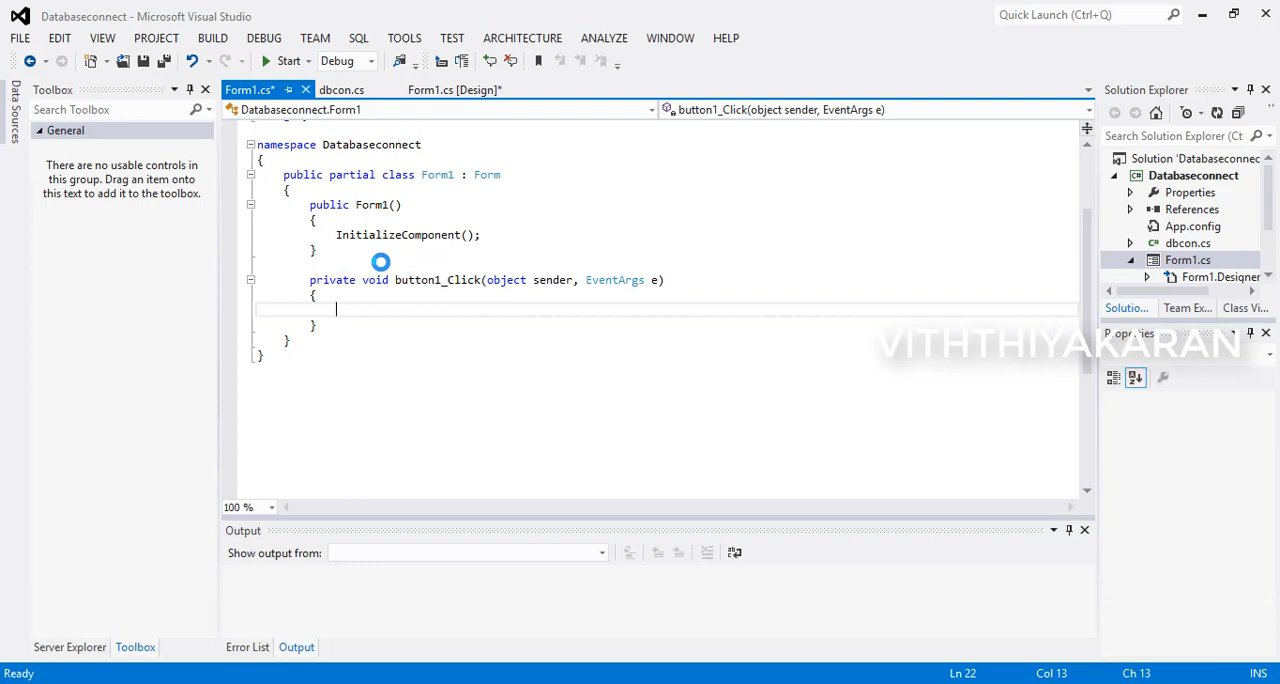 Databaseconnect - Microsoft Visual Studio
Quick Launch (Ctrl+Q)
FILE EDIT VIEW PROJECT BUILD DEBUG TEAM SQL TOOLS TEST ARCHITECTURE ANALYZE WINDOW HELP
Start Debug
Data Sources
Toolbox
Search Toolbox
General
There are no usable controls in
this group. Drag an item onto
this text to add it to the toolbox.
Form1.cs* dbcon.cs Form1.cs [Design]*
Databaseconnect.Form1 button1_Click(object sender, EventArgs e)
namespace Databaseconnect
{
public partial class Form1 : Form
{
public Form1()
{
InitializeComponent();
}
private void button1_Click(object sender, EventArgs e)
{
}
}
}
100 %
Output
Show output from:
Server Explorer Toolbox
Error List Output
Solution Explorer
Search Solution Explorer (Ct
Solution 'Databaseconnec
Databaseconnect
Properties
References
App.config
dbcon.cs
Form1.cs
Form1.Designer
Solutio... Team Ex... Class Vi...
Properties
VITHTHIYAKARAN
Ready Ln 22 Col 13 Ch 13 INS